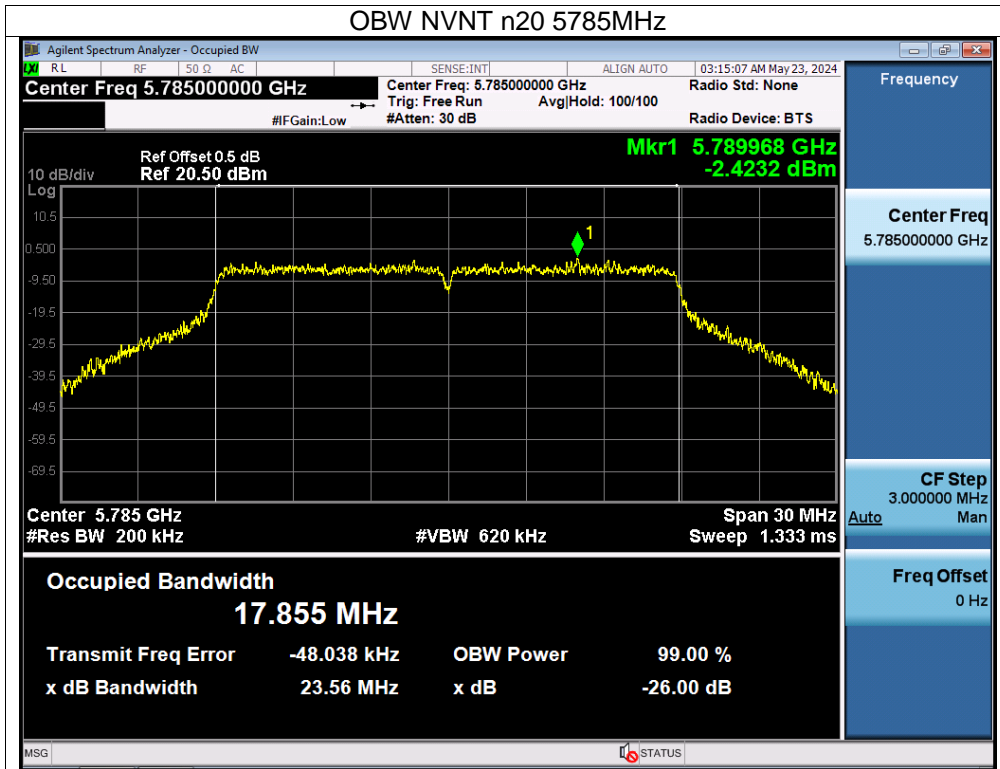 OBW NVNT n20 5785MHz
Agilent Spectrum Analyzer - Occupied BW
LXI RL RF 50 Ω AC SENSE:INT ALIGN AUTO 03:15:07 AM May 23, 2024
Center Freq 5.785000000 GHz
Center Freq: 5.785000000 GHz
Radio Std: None
Trig: Free Run Avg|Hold: 100/100
#IFGain:Low
#Atten: 30 dB
Radio Device: BTS
Mkr1 5.789968 GHz
-2.4232 dBm
Ref Offset 0.5 dB
10 dB/div Ref 20.50 dBm
Log
10.5
0.500
-9.50
-19.5
-29.5
-39.5
-49.5
-59.5
-69.5
1
Center 5.785 GHz
Span 30 MHz
#Res BW 200 kHz
#VBW 620 kHz
Sweep 1.333 ms
Occupied Bandwidth
17.855 MHz
Transmit Freq Error -48.038 kHz OBW Power 99.00 %
x dB Bandwidth 23.56 MHz x dB -26.00 dB
Frequency
Center Freq
5.785000000 GHz
CF Step
3.000000 MHz
Auto Man
Freq Offset
0 Hz
MSG
STATUS